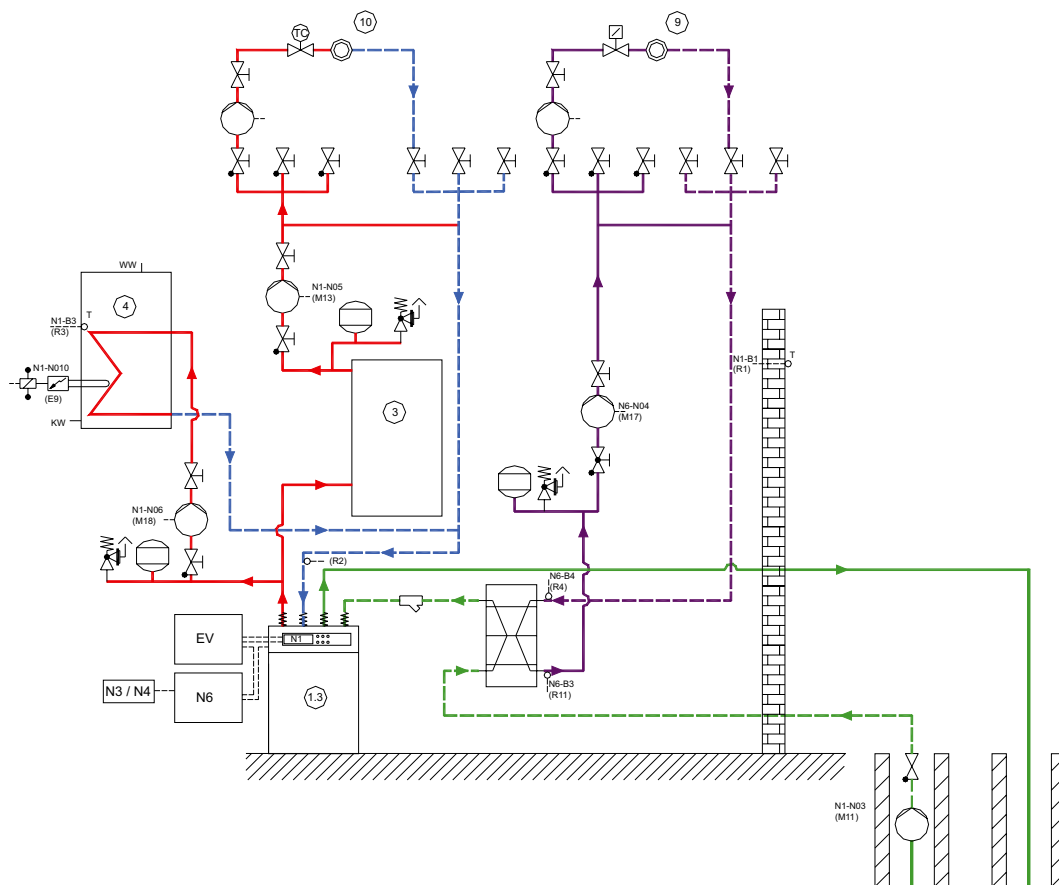 10
9
TC
WW
4
N1-B3
(R3)
T
N1-N010
(E9)
KW
N1-N05
(M13)
3
N1-B1
(R1)
T
N6-N04
(M17)
N1-N06
(M18)
(R2)
N6-B4
(R4)
N6-B3
(R11)
EV
N1
N3 / N4
N6
1.3
N1-N03
(M11)